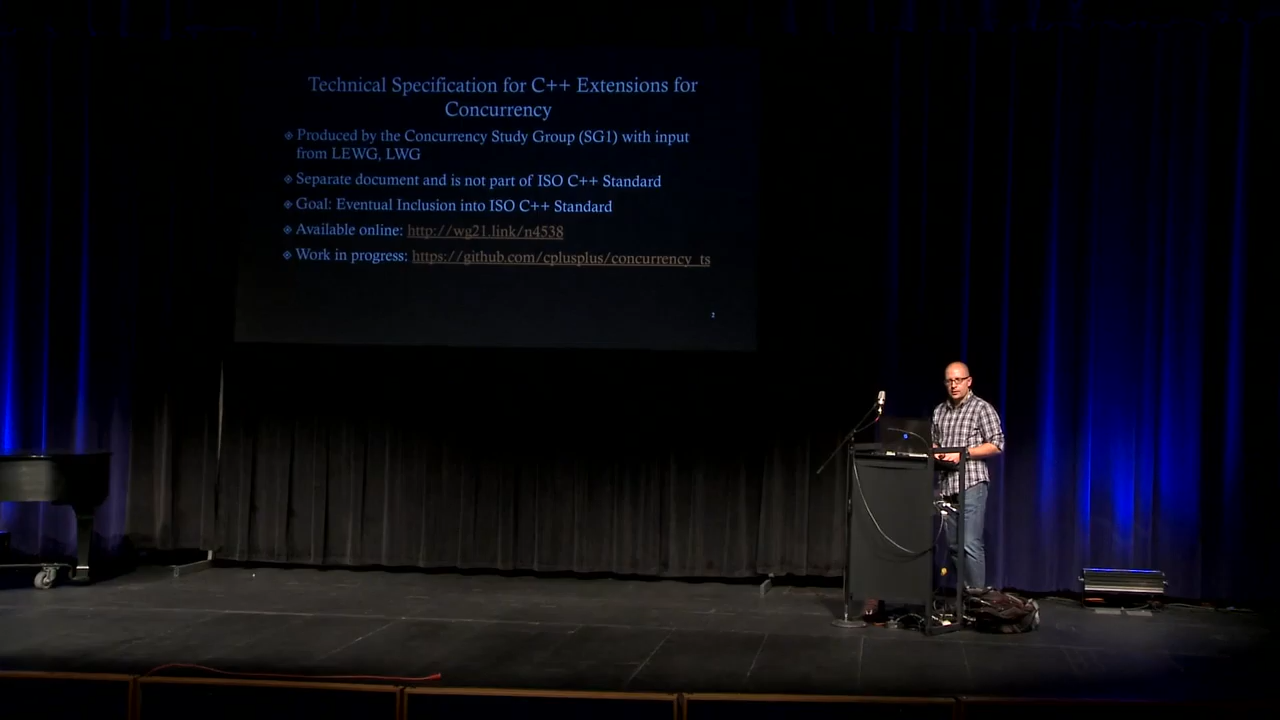 Technical Specification for C++ Extensions for
Concurrency
Produced by the Concurrency Study Group (SG1) with input
from LEWG, LWG
Separate document and is not part of ISO C++ Standard
Goal: Eventual Inclusion into ISO C++ Standard
Available online: http://wg21.link/n4538
Work in progress: https://github.com/cplusplus/concurrency_ts
2